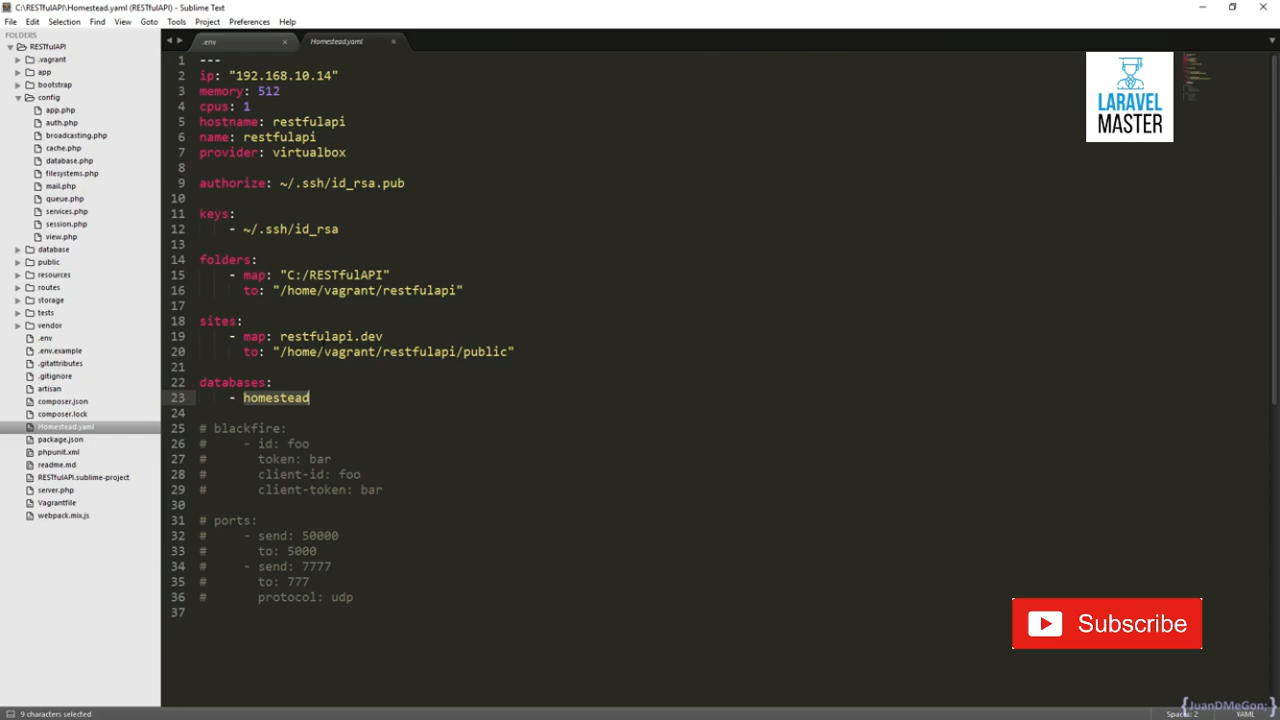 C:\RESTfulAPI\Homestead.yaml (RESTfulAPI) - Sublime Text
File Edit Selection Find View Goto Tools Project Preferences Help
FOLDERS
RESTfulAPI
.vagrant
app
bootstrap
config
app.php
auth.php
broadcasting.php
cache.php
database.php
filesystems.php
mail.php
queue.php
services.php
session.php
view.php
database
public
resources
routes
storage
tests
vendor
.env
.env.example
.gitattributes
.gitignore
artisan
composer.json
composer.lock
Homestead.yaml
package.json
phpunit.xml
readme.md
RESTfulAPI.sublime-project
server.php
Vagrantfile
webpack.mix.js
.env
Homestead.yaml
1 ---
2 ip: "192.168.10.14"
3 memory: 512
4 cpus: 1
5 hostname: restfulapi
6 name: restfulapi
7 provider: virtualbox
8
9 authorize: ~/.ssh/id_rsa.pub
10
11 keys:
12 - ~/.ssh/id_rsa
13
14 folders:
15 - map: "C:/RESTfulAPI"
16 to: "/home/vagrant/restfulapi"
17
18 sites:
19 - map: restfulapi.dev
20 to: "/home/vagrant/restfulapi/public"
21
22 databases:
23 - homestead
24
25 # blackfire:
26 # - id: foo
27 # token: bar
28 # client-id: foo
29 # client-token: bar
30
31 # ports:
32 # - send: 50000
33 # to: 5000
34 # - send: 7777
35 # to: 777
36 # protocol: udp
37
LARAVEL
MASTER
Subscribe
{JuanDMeGon;}
9 characters selected
Spaces: 2 YAML